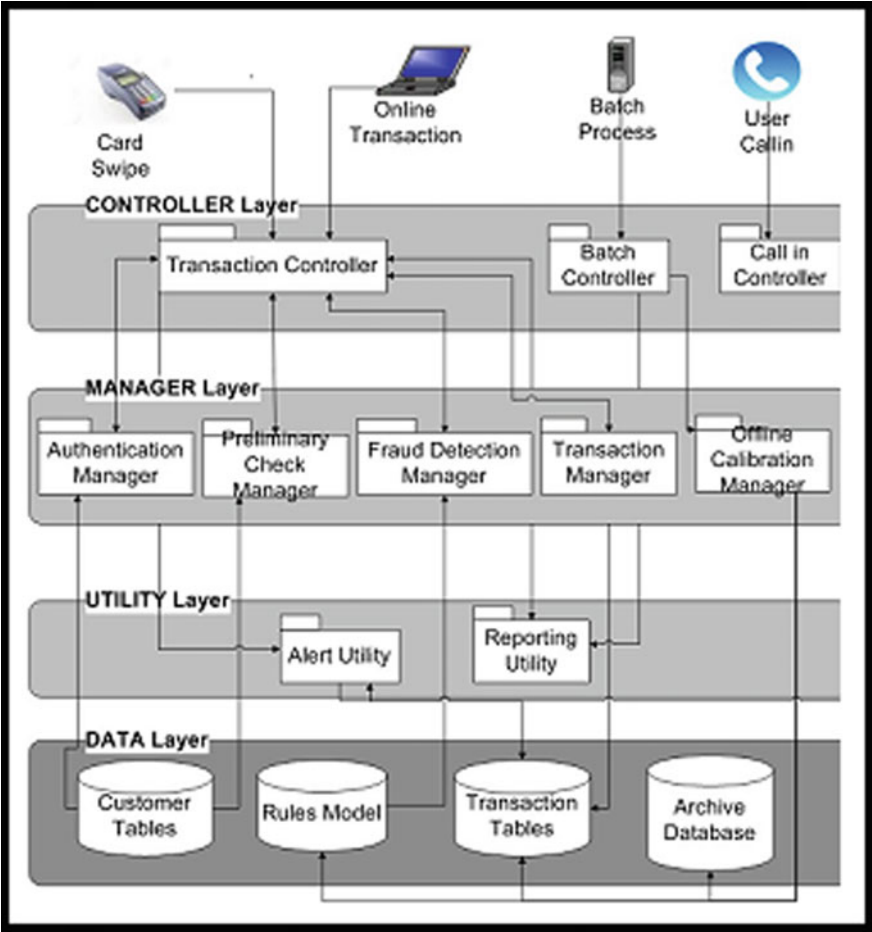 Card
Swipe
Online
Transaction
Batch
Process
User
Callin
CONTROLLER Layer
Transaction Controller
Batch
Controller
Call in
Controller
MANAGER Layer
Authentication
Manager
Preliminary
Check
Manager
Fraud Detection
Manager
Transaction
Manager
Offline
Calibration
Manager
UTILITY Layer
Alert Utility
Reporting
Utility
DATA Layer
Customer
Tables
Rules Model
Transaction
Tables
Archive
Database